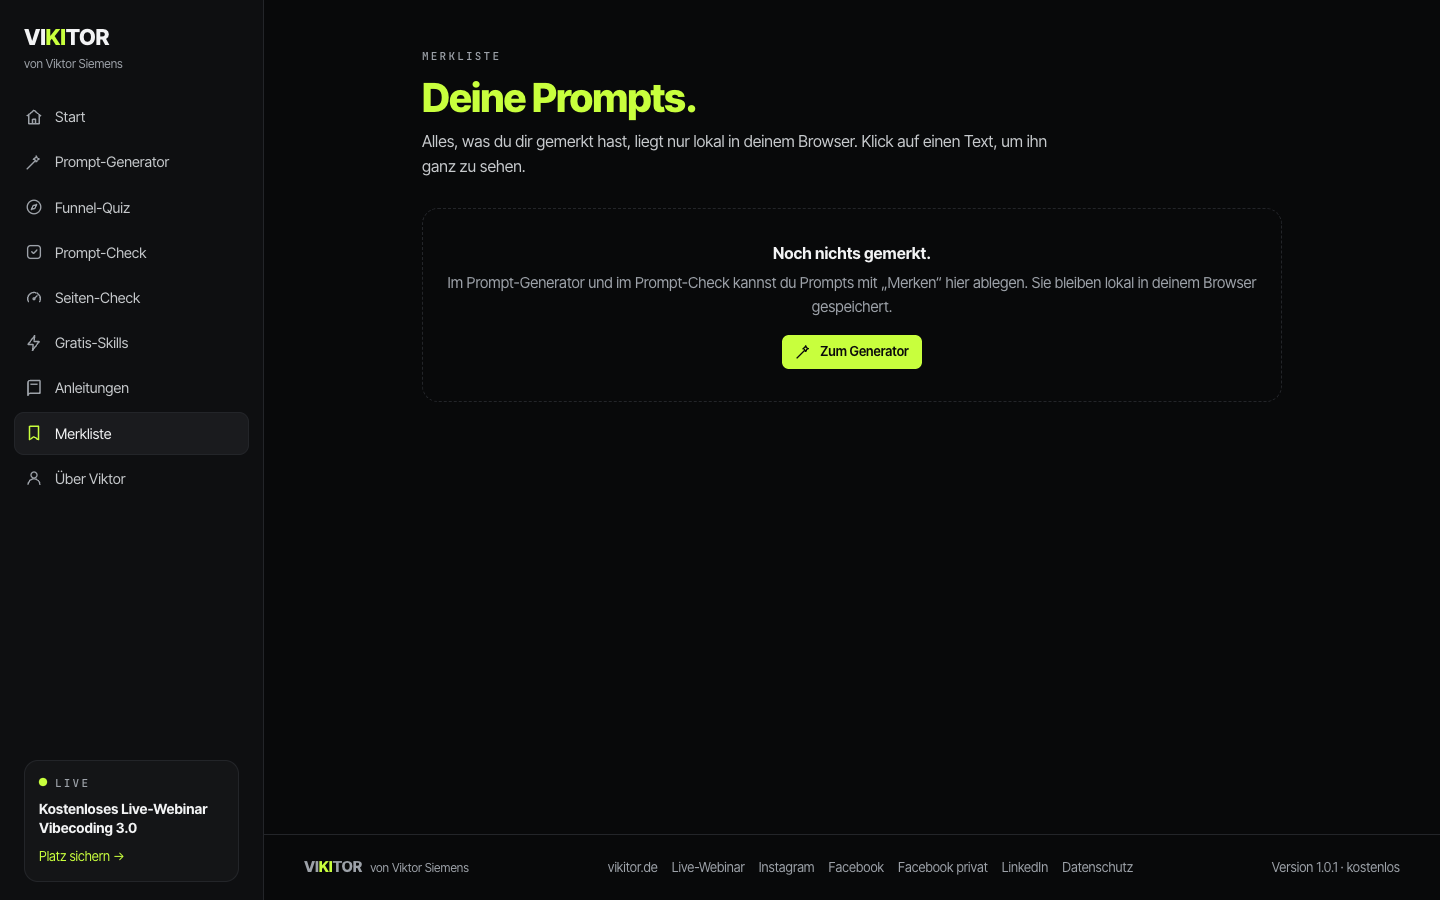 VIKITOR
von Viktor Siemens
Start
Prompt-Generator
Funnel-Quiz
Prompt-Check
Seiten-Check
Gratis-Skills
Anleitungen
Merkliste
Über Viktor
LIVE
Kostenloses Live-Webinar
Vibecoding 3.0
Platz sichern →
MERKLISTE
Deine Prompts.
Alles, was du dir gemerkt hast, liegt nur lokal in deinem Browser. Klick auf einen Text, um ihn
ganz zu sehen.
Noch nichts gemerkt.
Im Prompt-Generator und im Prompt-Check kannst du Prompts mit „Merken“ hier ablegen. Sie bleiben lokal in deinem Browser
gespeichert.
Zum Generator
VIKITOR von Viktor Siemens
vikitor.de Live-Webinar Instagram Facebook Facebook privat LinkedIn Datenschutz
Version 1.0.1 · kostenlos